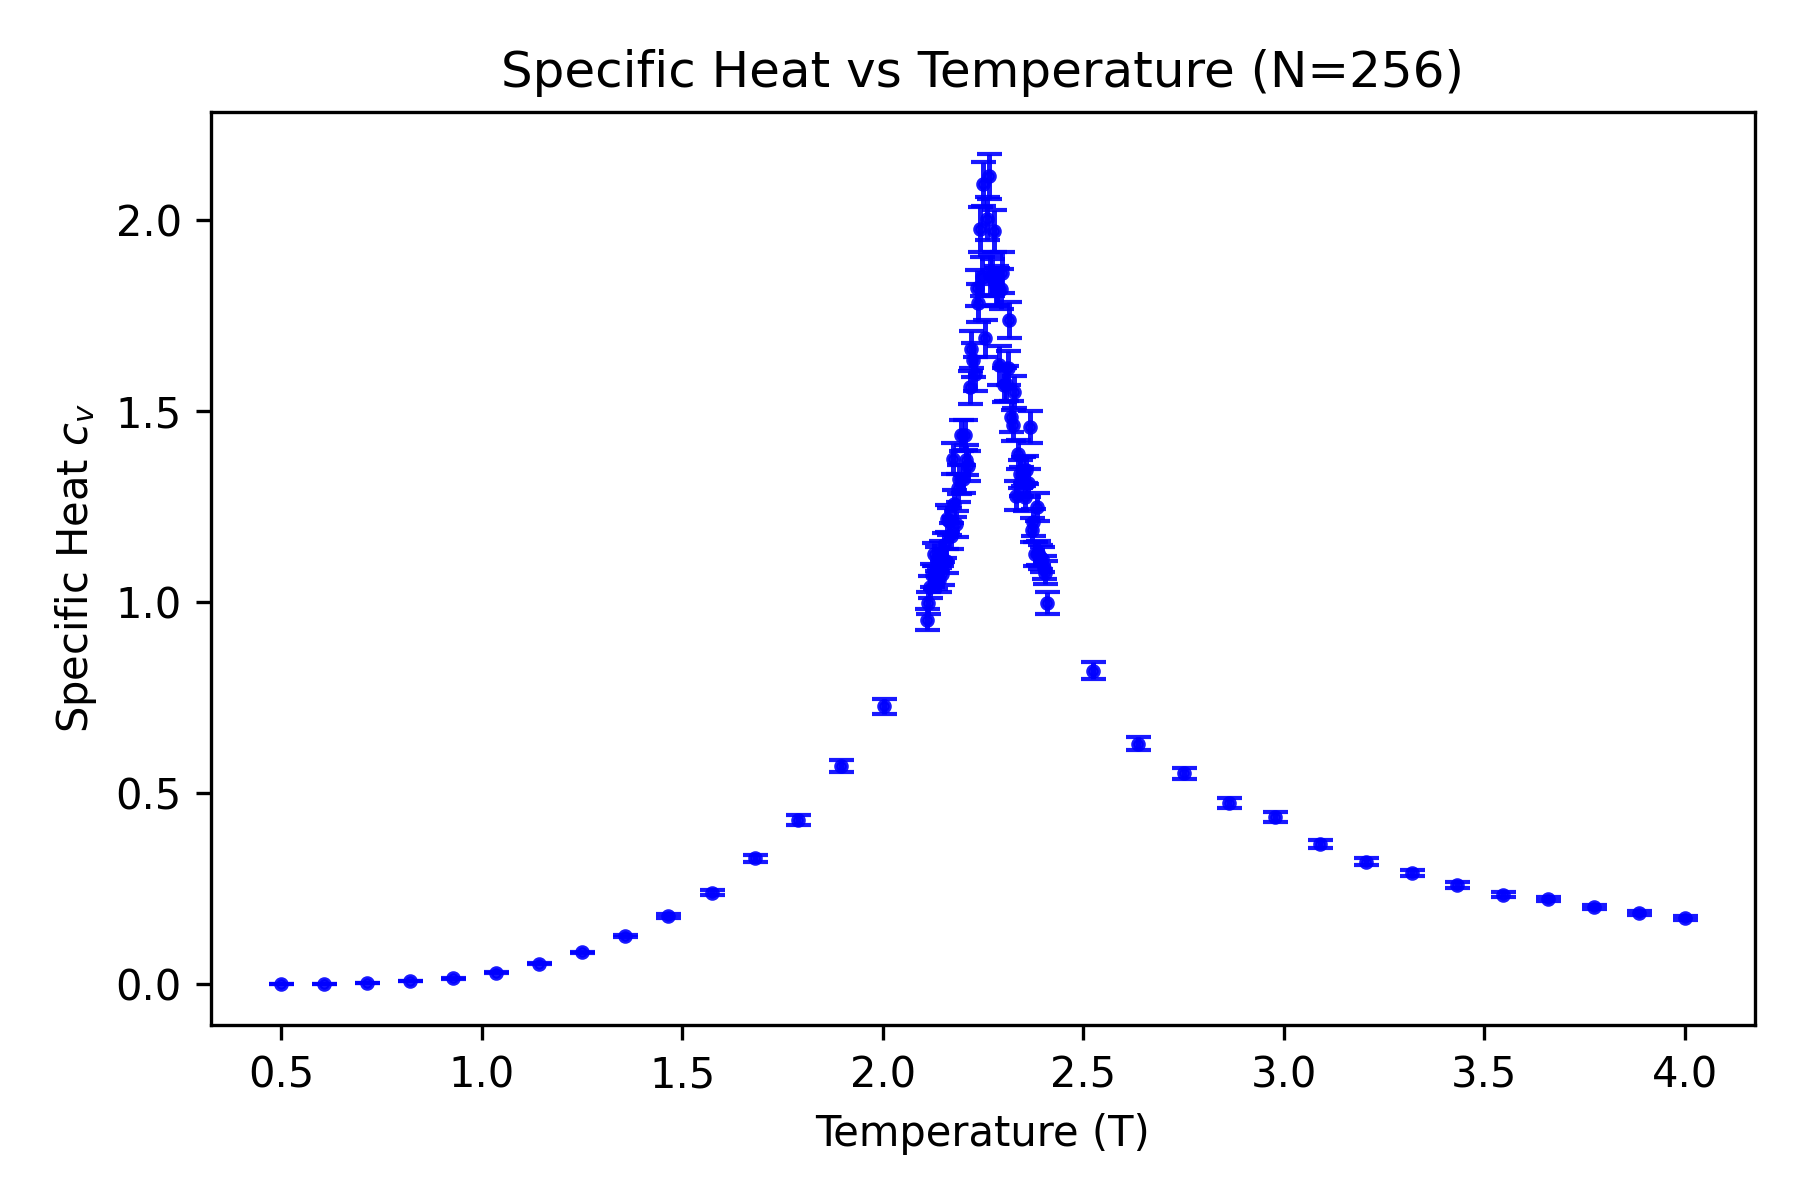 Specific Heat vs Temperature (N=256)
Specific Heat cᵥ
2.0
1.5
1.0
0.5
0.0
0.5 1.0 1.5 2.0 2.5 3.0 3.5 4.0
Temperature (T)